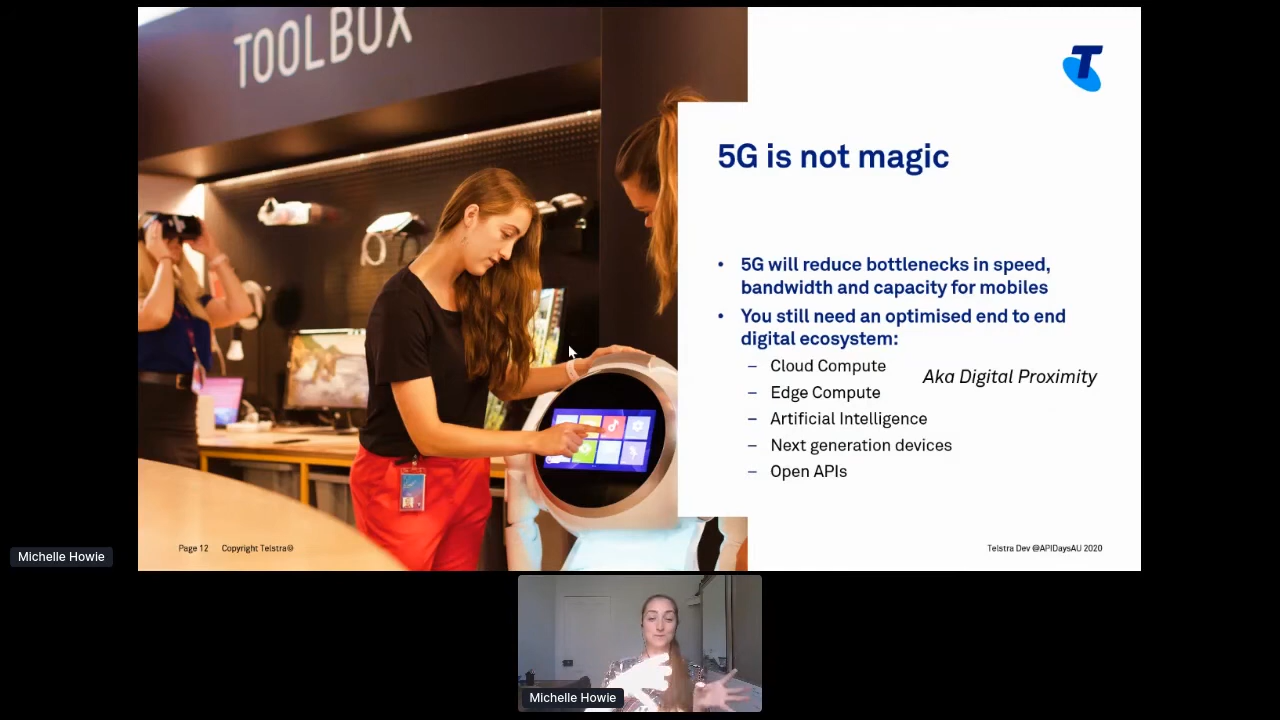 TOOLBOX
T
5G is not magic
• 5G will reduce bottlenecks in speed,
bandwidth and capacity for mobiles
• You still need an optimised end to end
digital ecosystem:
– Cloud Compute
Aka Digital Proximity
– Edge Compute
– Artificial Intelligence
– Next generation devices
– Open APIs
Page 12 Copyright Telstra©
Telstra Dev @APIDaysAU 2020
Michelle Howie
Michelle Howie